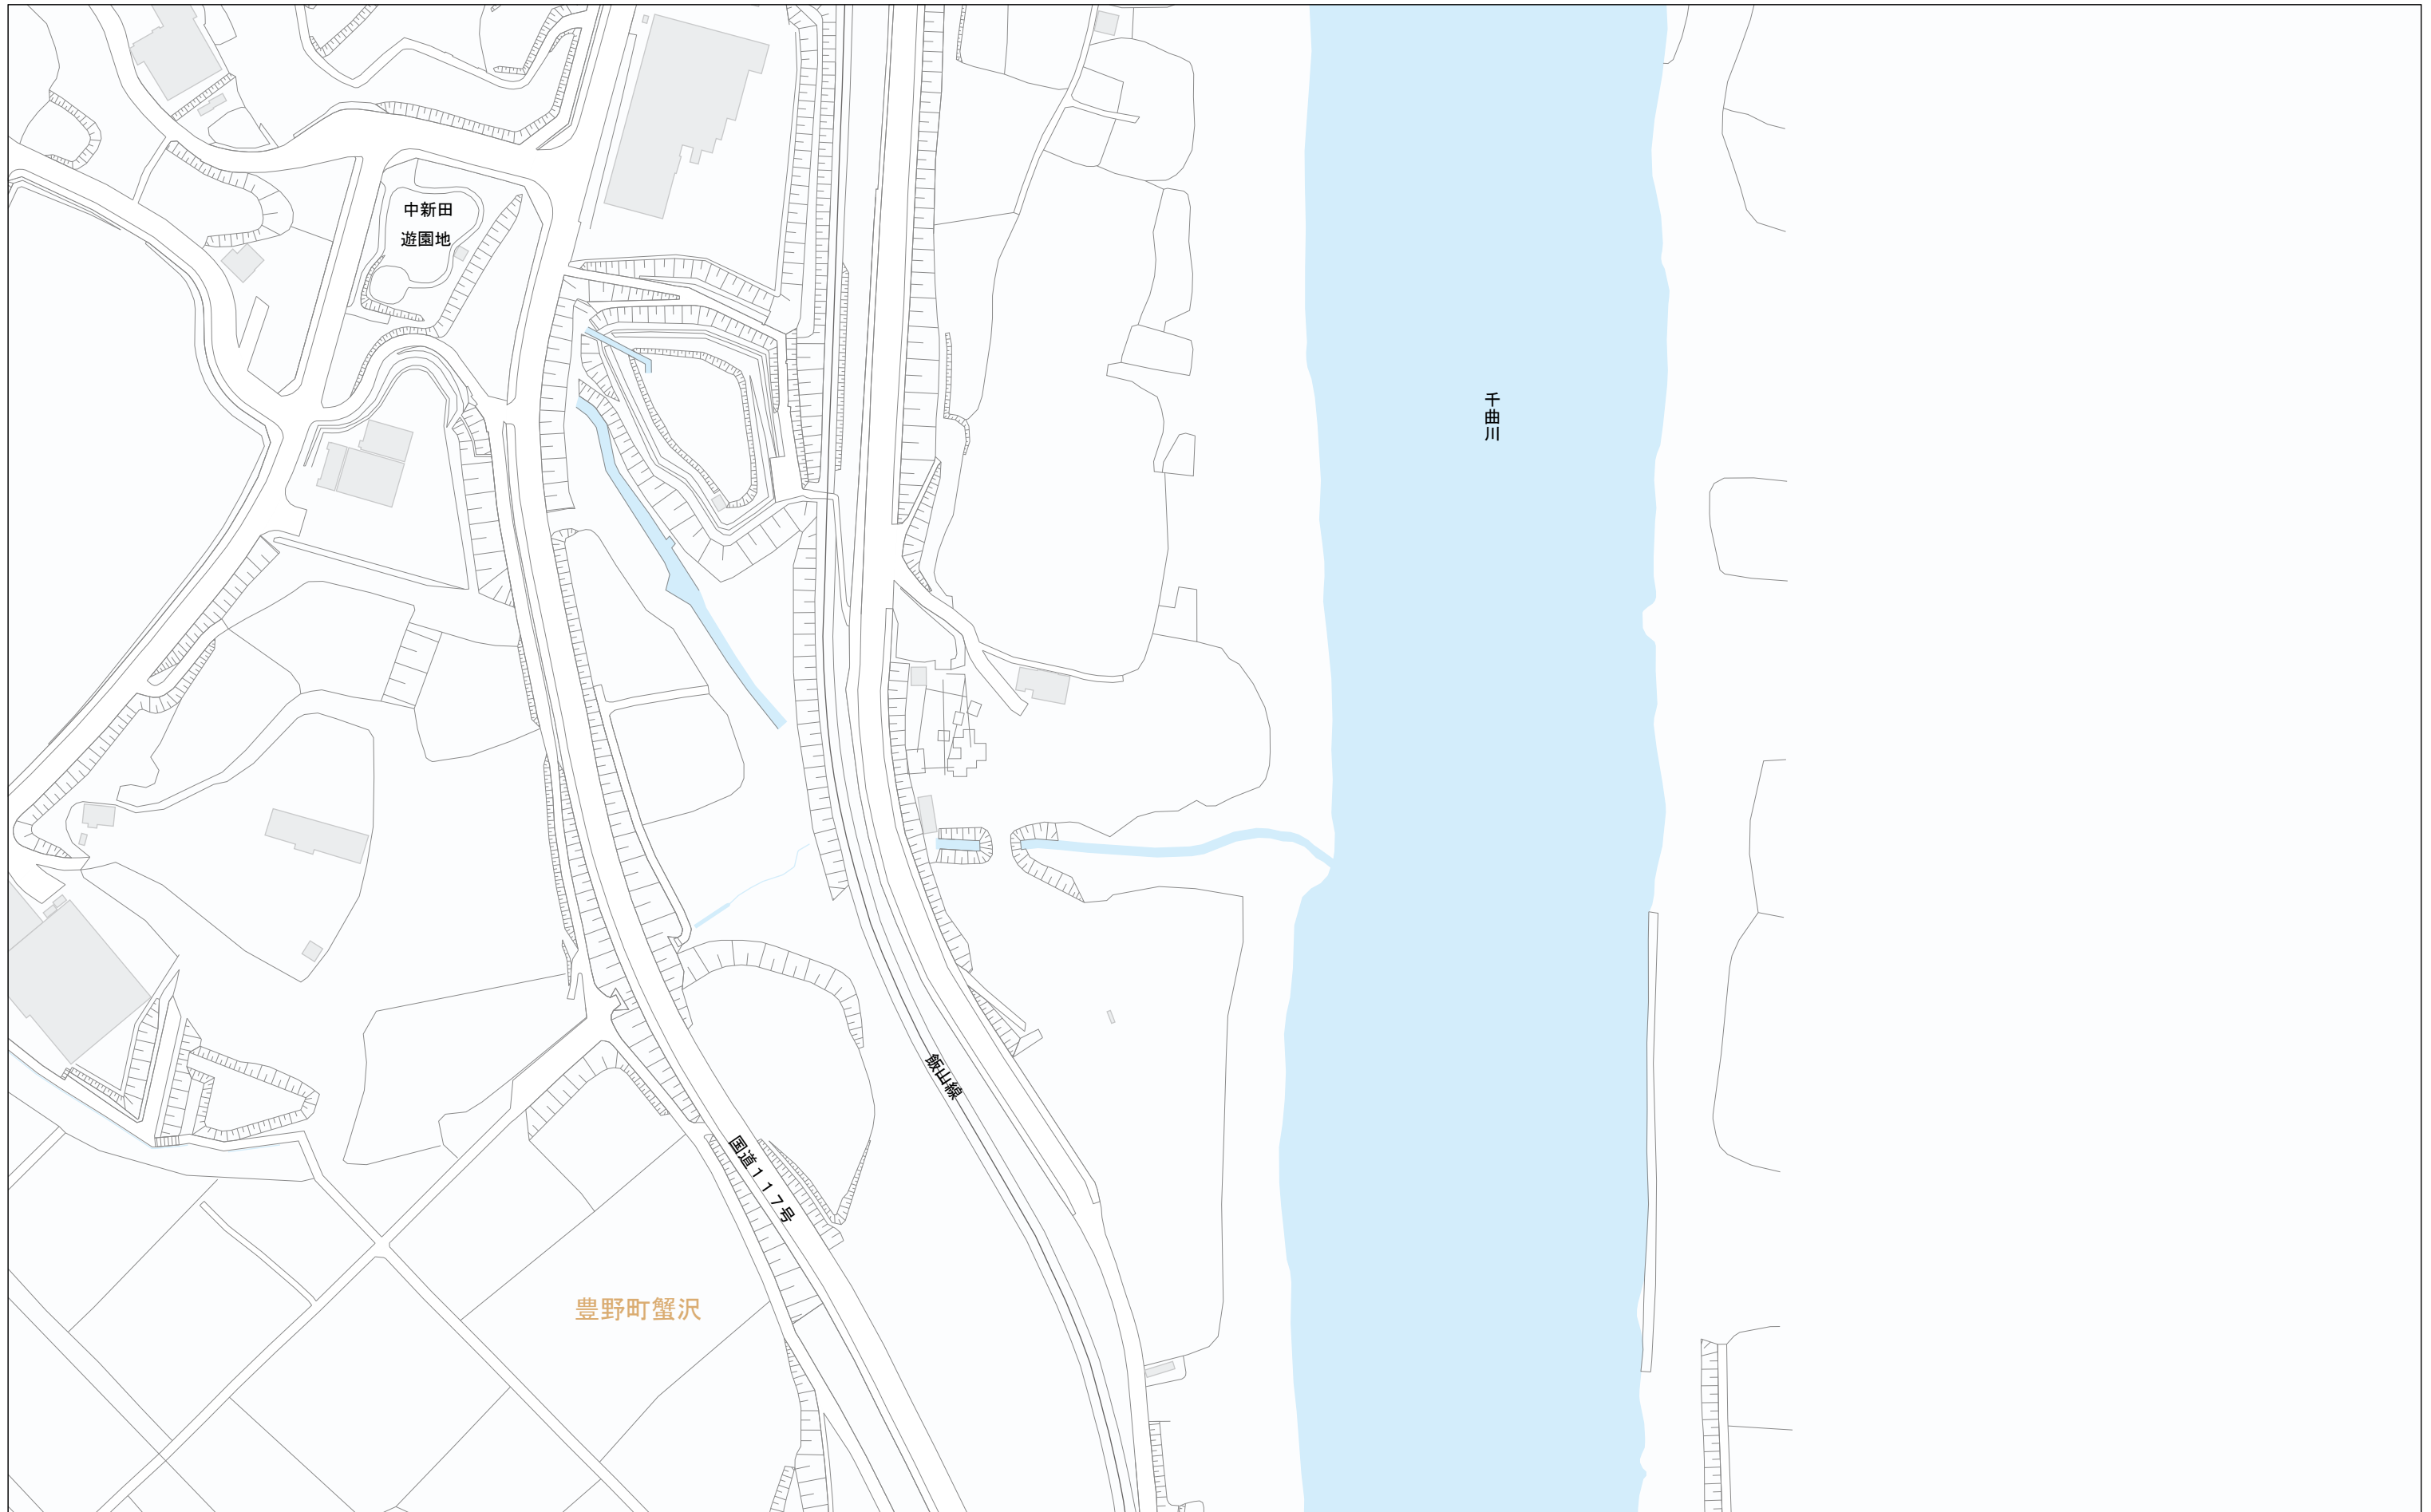 中新田
遊園地
千曲川
飯山線
国道117号
豊野町蟹沢